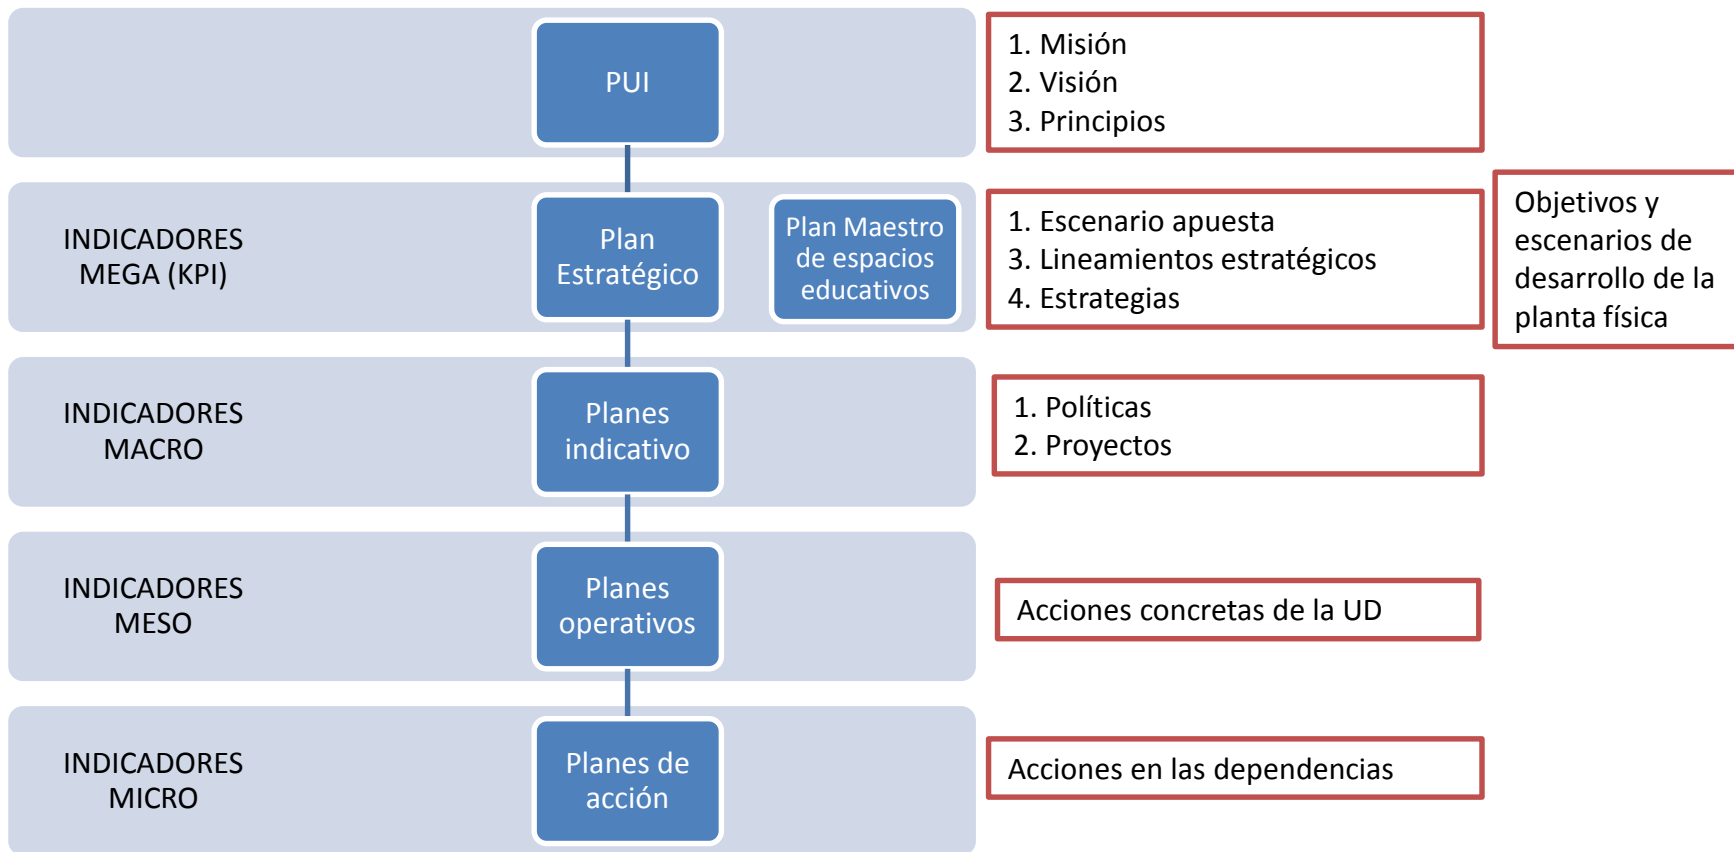 PUI
1. Misión
2. Visión
3. Principios
INDICADORES
MEGA (KPI)
Plan
Estratégico
Plan Maestro
de espacios
educativos
1. Escenario apuesta
3. Lineamientos estratégicos
4. Estrategias
Objetivos y
escenarios de
desarrollo de la
planta física
INDICADORES
MACRO
Planes
indicativo
1. Políticas
2. Proyectos
INDICADORES
MESO
Planes
operativos
Acciones concretas de la UD
INDICADORES
MICRO
Planes de
acción
Acciones en las dependencias